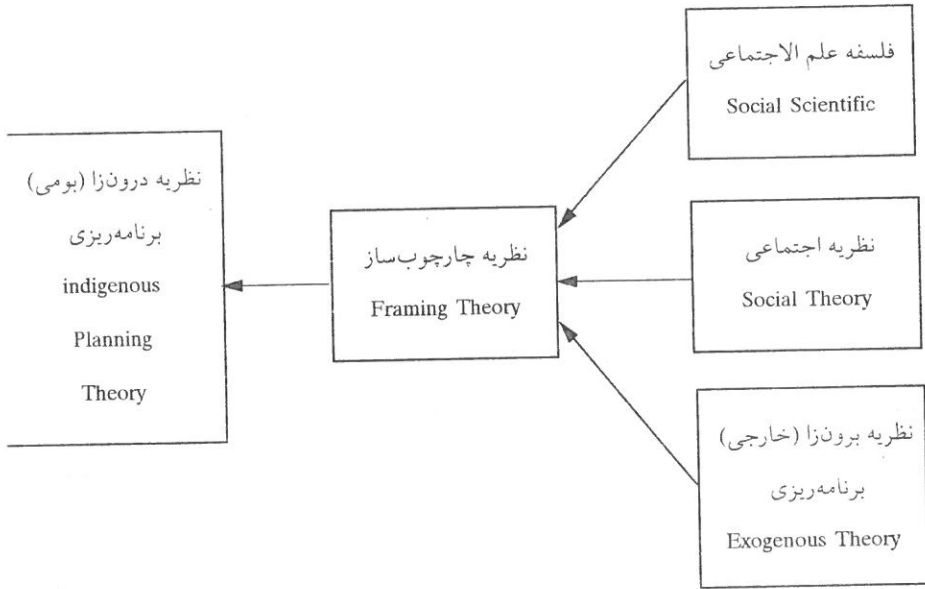 فلسفه علم الاجتماعی
Social Scientific
نظریه اجتماعی
Social Theory
نظریه برون‌زا (خارجی)
برنامه‌ریزی
Exogenous Theory
نظریه چارچوب‌ساز
Framing Theory
نظریه درون‌زا (بومی)
برنامه‌ریزی
indigenous
Planning
Theory